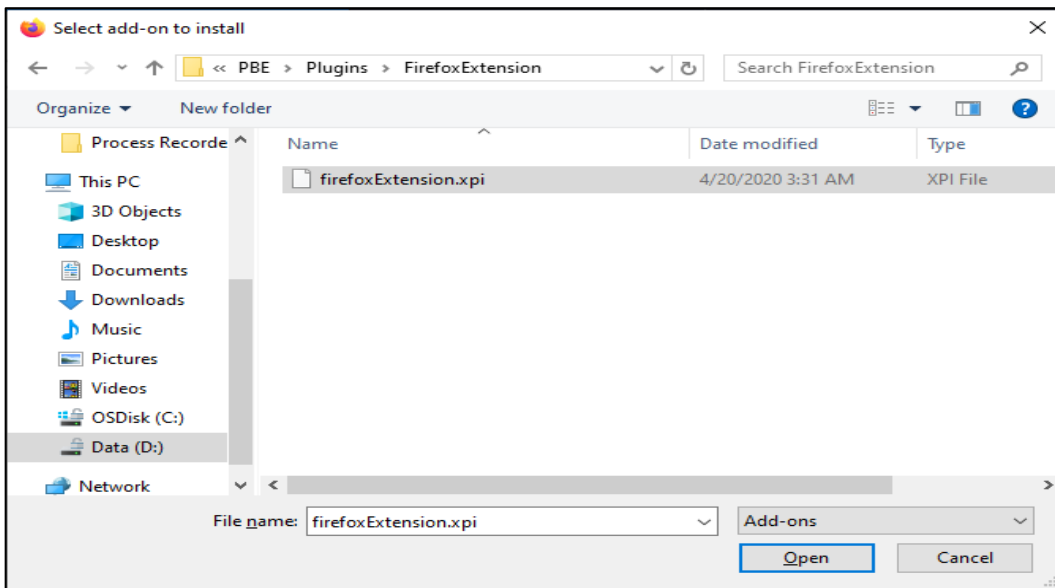 Select add-on to install
« PBE > Plugins > FirefoxExtension
Search FirefoxExtension
Organize
New folder
?
Name
Date modified
Type
firefoxExtension.xpi
4/20/2020 3:31 AM
XPI File
Process Recorde
This PC
3D Objects
Desktop
Documents
Downloads
Music
Pictures
Videos
OSDisk (C:)
Data (D:)
Network
File name:
firefoxExtension.xpi
Add-ons
Open
Cancel